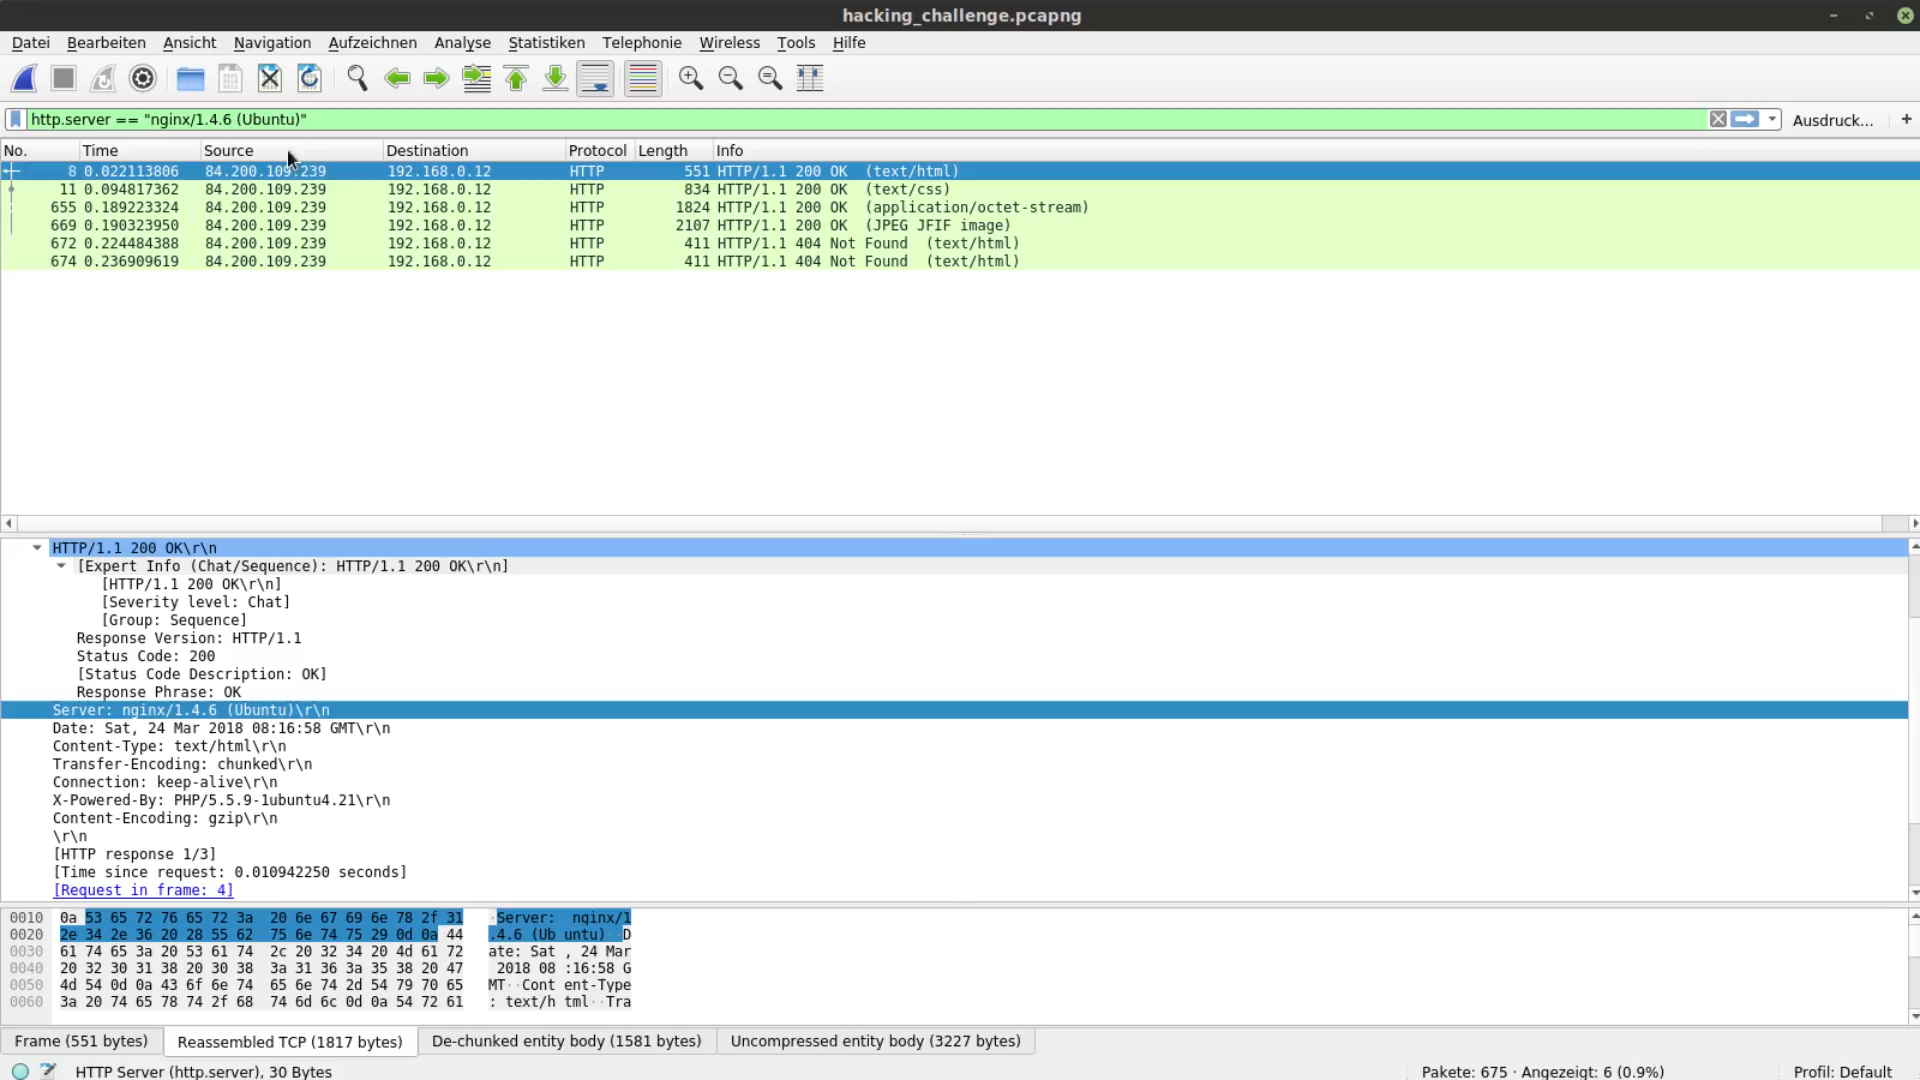 hacking_challenge.pcapng
Datei Bearbeiten Ansicht Navigation Aufzeichnen Analyse Statistiken Telephonie Wireless Tools Hilfe
http.server == "nginx/1.4.6 (Ubuntu)" Ausdruck... +
No. Time Source Destination Protocol Length Info
8 0.022113806 84.200.109.239 192.168.0.12 HTTP 551 HTTP/1.1 200 OK (text/html)
11 0.094817362 84.200.109.239 192.168.0.12 HTTP 834 HTTP/1.1 200 OK (text/css)
655 0.189223324 84.200.109.239 192.168.0.12 HTTP 1824 HTTP/1.1 200 OK (application/octet-stream)
669 0.190323950 84.200.109.239 192.168.0.12 HTTP 2107 HTTP/1.1 200 OK (JPEG JFIF image)
672 0.224484388 84.200.109.239 192.168.0.12 HTTP 411 HTTP/1.1 404 Not Found (text/html)
674 0.236909619 84.200.109.239 192.168.0.12 HTTP 411 HTTP/1.1 404 Not Found (text/html)
HTTP/1.1 200 OK\r\n
[Expert Info (Chat/Sequence): HTTP/1.1 200 OK\r\n]
[HTTP/1.1 200 OK\r\n]
[Severity level: Chat]
[Group: Sequence]
Response Version: HTTP/1.1
Status Code: 200
[Status Code Description: OK]
Response Phrase: OK
Server: nginx/1.4.6 (Ubuntu)\r\n
Date: Sat, 24 Mar 2018 08:16:58 GMT\r\n
Content-Type: text/html\r\n
Transfer-Encoding: chunked\r\n
Connection: keep-alive\r\n
X-Powered-By: PHP/5.5.9-1ubuntu4.21\r\n
Content-Encoding: gzip\r\n
\r\n
[HTTP response 1/3]
[Time since request: 0.010942250 seconds]
[Request in frame: 4]
0010 0a 53 65 72 76 65 72 3a 20 6e 67 69 6e 78 2f 31 ·Server: nginx/1
0020 2e 34 2e 36 20 28 55 62 75 6e 74 75 29 0d 0a 44 .4.6 (Ub untu)··D
0030 61 74 65 3a 20 53 61 74 2c 20 32 34 20 4d 61 72 ate: Sat , 24 Mar
0040 20 32 30 31 38 20 30 38 3a 31 36 3a 35 38 20 47 2018 08 :16:58 G
0050 4d 54 0d 0a 43 6f 6e 74 65 6e 74 2d 54 79 70 65 MT··Cont ent-Type
0060 3a 20 74 65 78 74 2f 68 74 6d 6c 0d 0a 54 72 61 : text/h tml··Tra
Frame (551 bytes) Reassembled TCP (1817 bytes) De-chunked entity body (1581 bytes) Uncompressed entity body (3227 bytes)
HTTP Server (http.server), 30 Bytes Pakete: 675 · Angezeigt: 6 (0.9%) Profil: Default